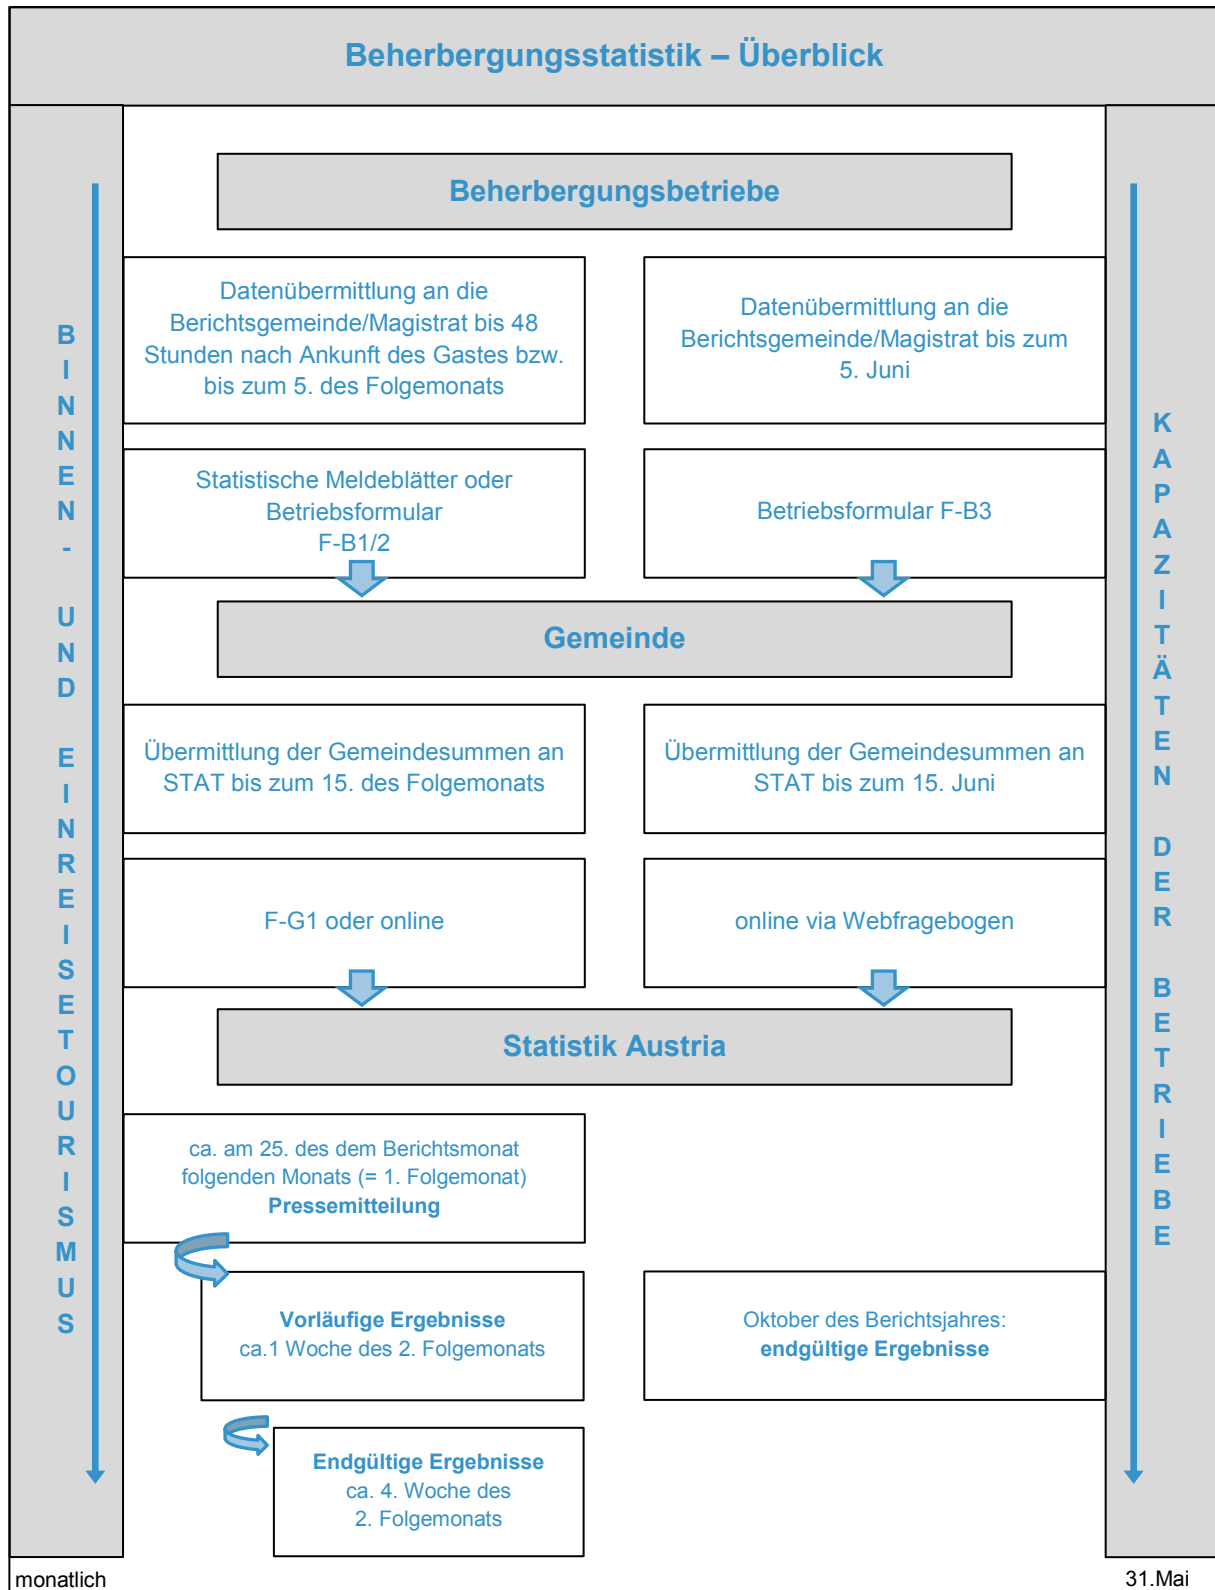 Beherbergungsstatistik – Überblick
Beherbergungsbetriebe
Datenübermittlung an die
Berichtsgemeinde/Magistrat bis 48
Stunden nach Ankunft des Gastes bzw.
bis zum 5. des Folgemonats
Datenübermittlung an die
Berichtsgemeinde/Magistrat bis zum
5. Juni
Statistische Meldeblätter oder
Betriebsformular
F-B1/2
Betriebsformular F-B3
Gemeinde
Übermittlung der Gemeindesummen an
STAT bis zum 15. des Folgemonats
Übermittlung der Gemeindesummen an
STAT bis zum 15. Juni
F-G1 oder online
online via Webfragebogen
Statistik Austria
ca. am 25. des dem Berichtsmonat
folgenden Monats (= 1. Folgemonat)
Pressemitteilung
Vorläufige Ergebnisse
ca.1 Woche des 2. Folgemonats
Oktober des Berichtsjahres:
endgültige Ergebnisse
Endgültige Ergebnisse
ca. 4. Woche des
2. Folgemonats
BINNEN- UND EINREISETOURISMUS
KAPAZITÄTEN DER BETRIEBE
monatlich
31.Mai